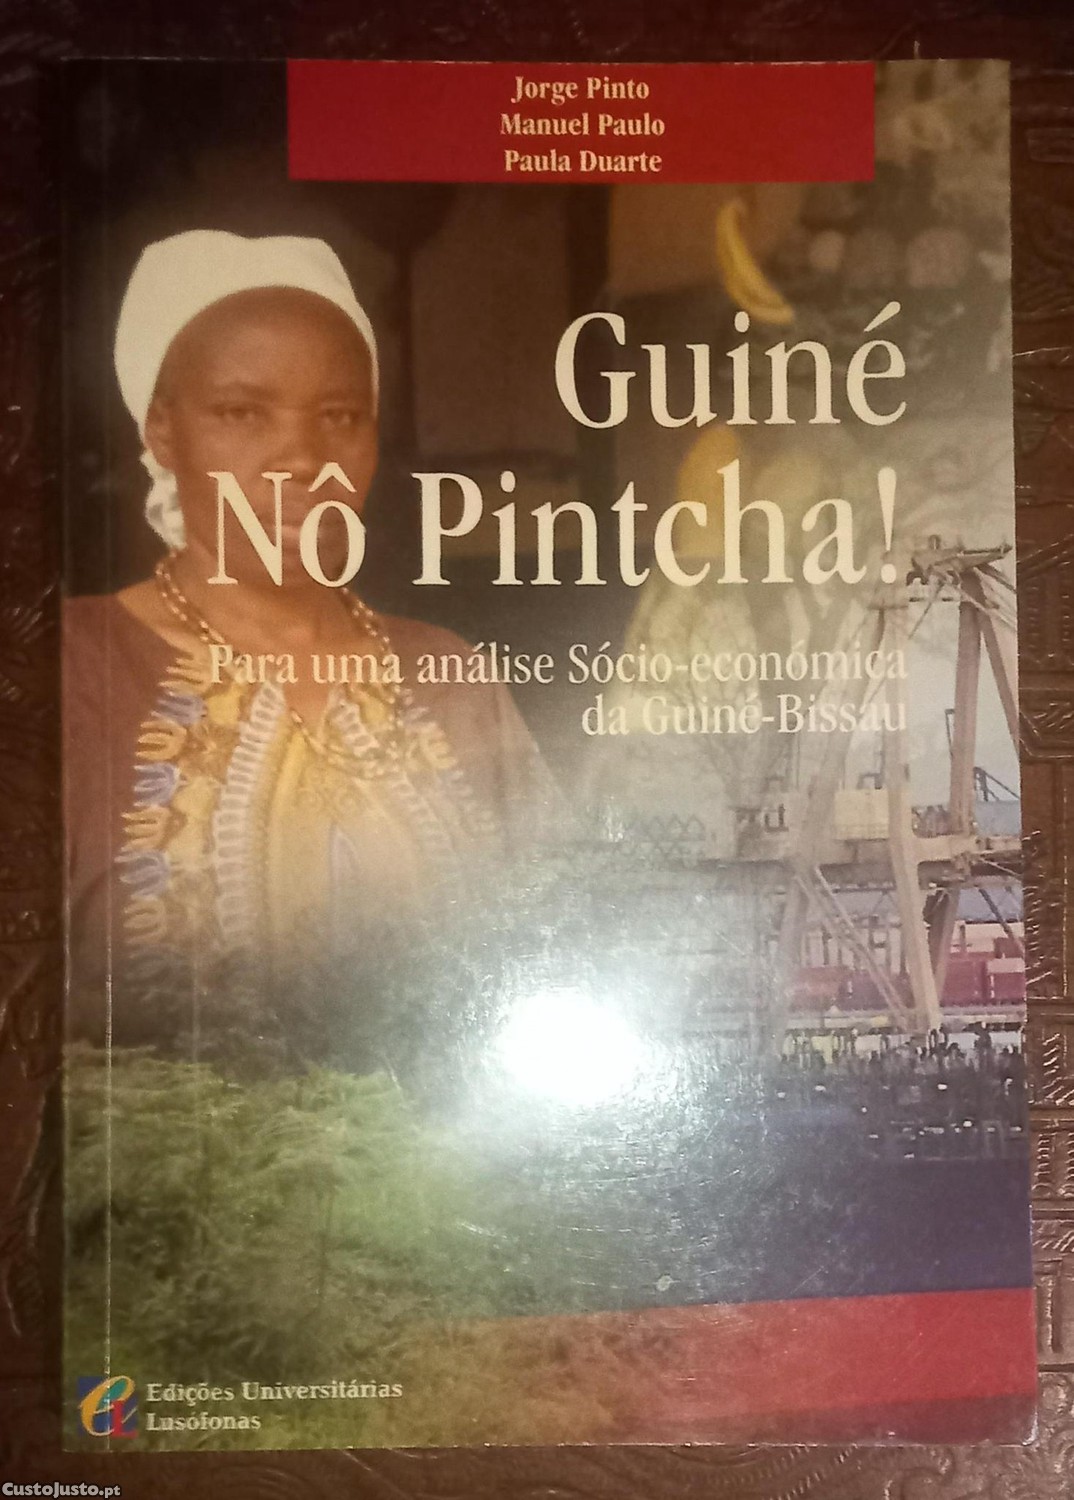 Jorge Pinto
Manuel Paulo
Paula Duarte
Guiné
Nô Pintcha!
Para uma análise Sócio-económica
da Guiné-Bissau
Edições Universitárias
Lusófonas
CustoJusto.pt